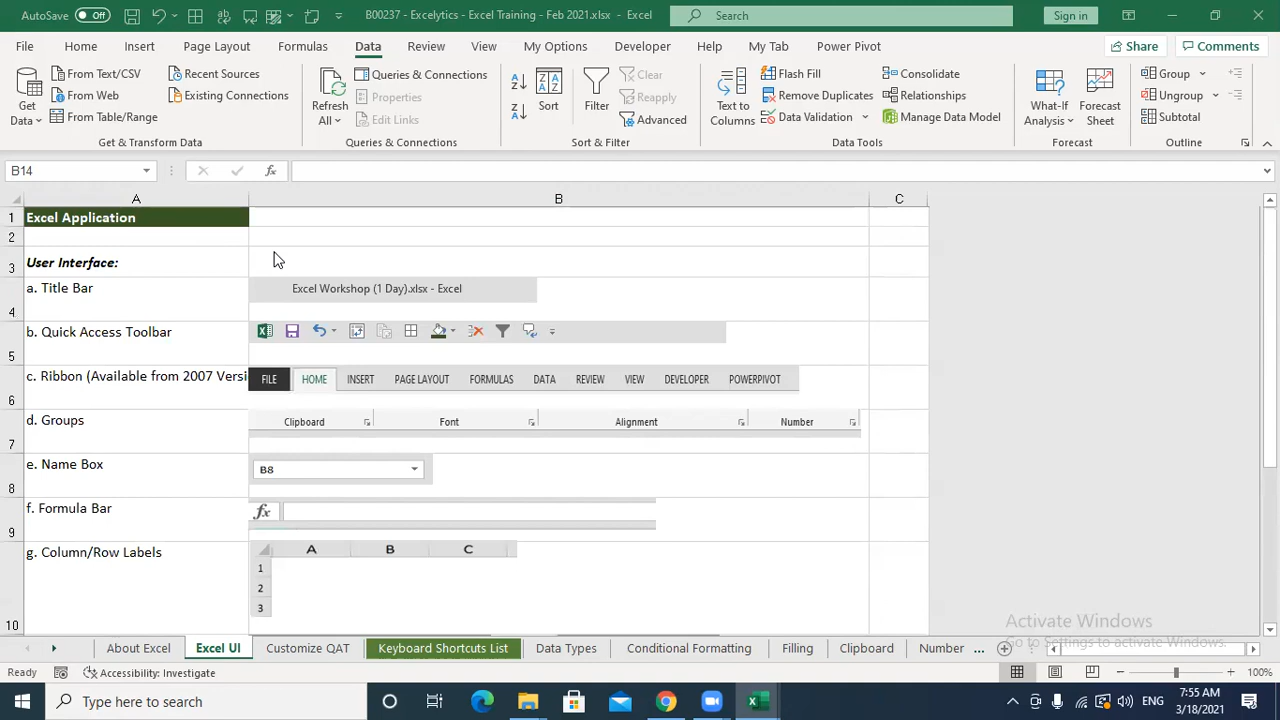 AutoSave Off B00237 - Excelytics - Excel Training - Feb 2021.xlsx - Excel Search Sign in
File Home Insert Page Layout Formulas Data Review View My Options Developer Help My Tab Power Pivot Share Comments
Get Data
From Text/CSV
From Web
From Table/Range
Recent Sources
Existing Connections
Get & Transform Data
Refresh All
Queries & Connections
Properties
Edit Links
Queries & Connections
Sort
Filter
Clear
Reapply
Advanced
Sort & Filter
Text to Columns
Flash Fill
Remove Duplicates
Data Validation
Consolidate
Relationships
Manage Data Model
Data Tools
What-If Analysis
Forecast Sheet
Forecast
Group
Ungroup
Subtotal
Outline
B14 fx
A B C
1 Excel Application
2
3 User Interface:
4 a. Title Bar Excel Workshop (1 Day).xlsx - Excel
5 b. Quick Access Toolbar
6 c. Ribbon (Available from 2007 Versi FILE HOME INSERT PAGE LAYOUT FORMULAS DATA REVIEW VIEW DEVELOPER POWERPIVOT
7 d. Groups Clipboard Font Alignment Number
8 e. Name Box B8
9 f. Formula Bar fx
10 g. Column/Row Labels A B C
1
2
3
Activate Windows
Go to Settings to activate Windows.
About Excel Excel UI Customize QAT Keyboard Shortcuts List Data Types Conditional Formatting Filling Clipboard Number ...
Ready Accessibility: Investigate 100%
Type here to search ENG 7:55 AM
3/18/2021